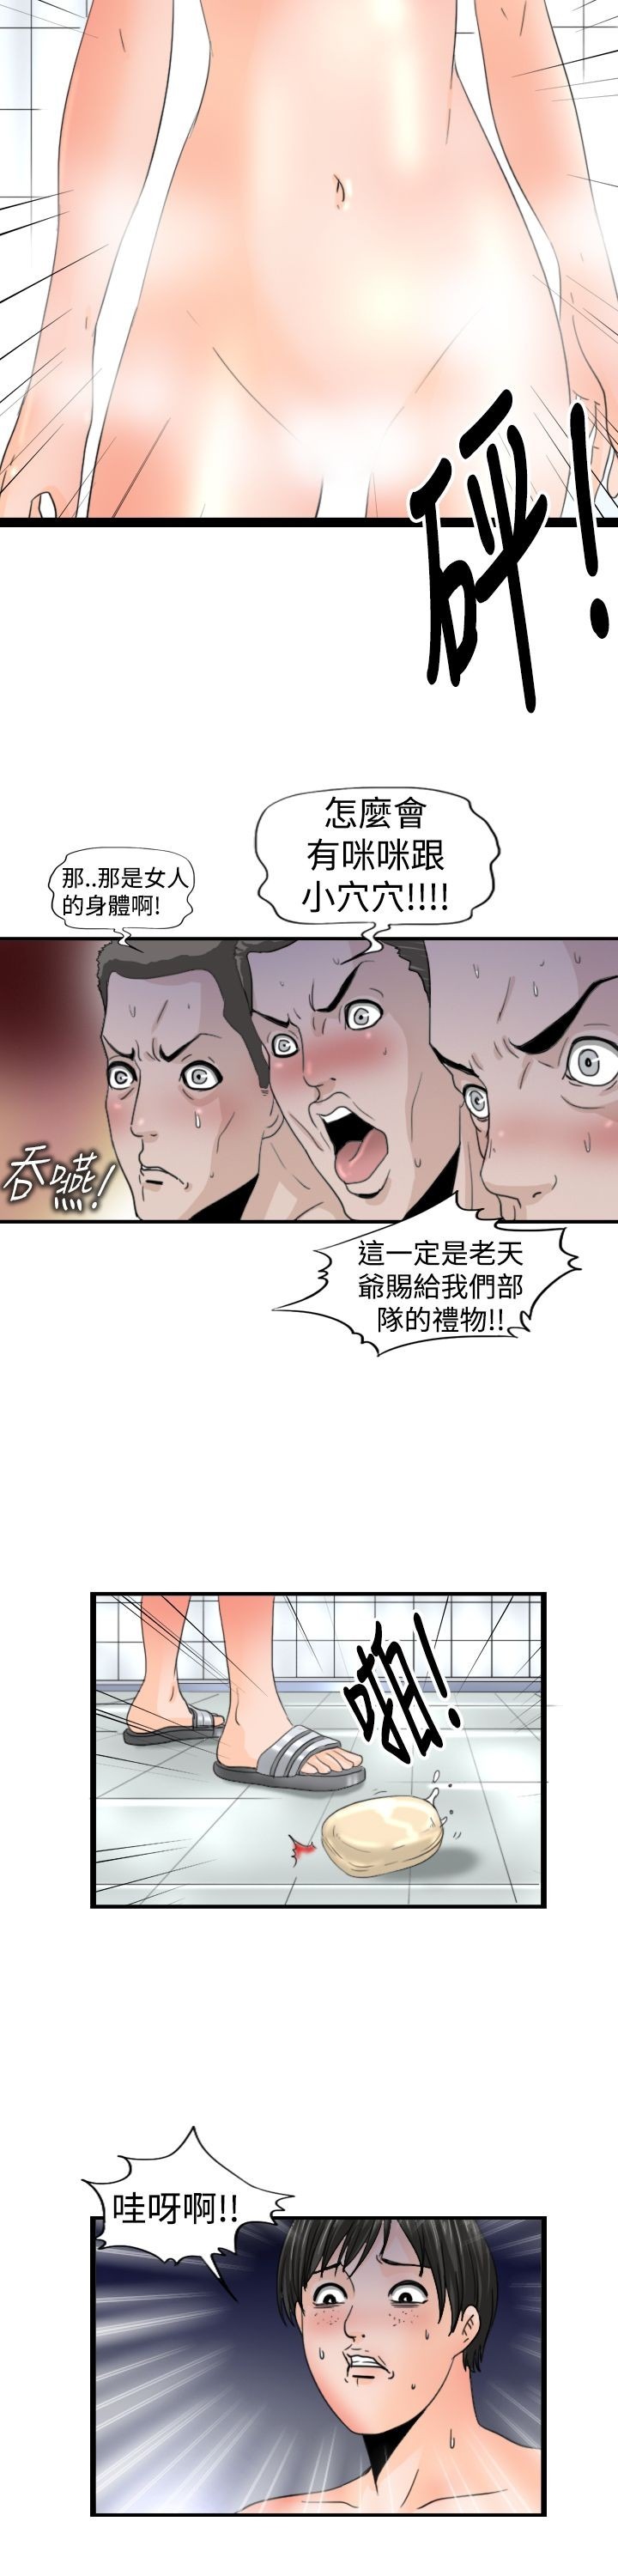 砰!
怎麼會
有咪咪跟
小穴穴!!!!
那..那是女人
的身體啊!
吞嚥!
這一定是老天
爺賜給我們部
隊的禮物!!
啪!
哇呀啊!!